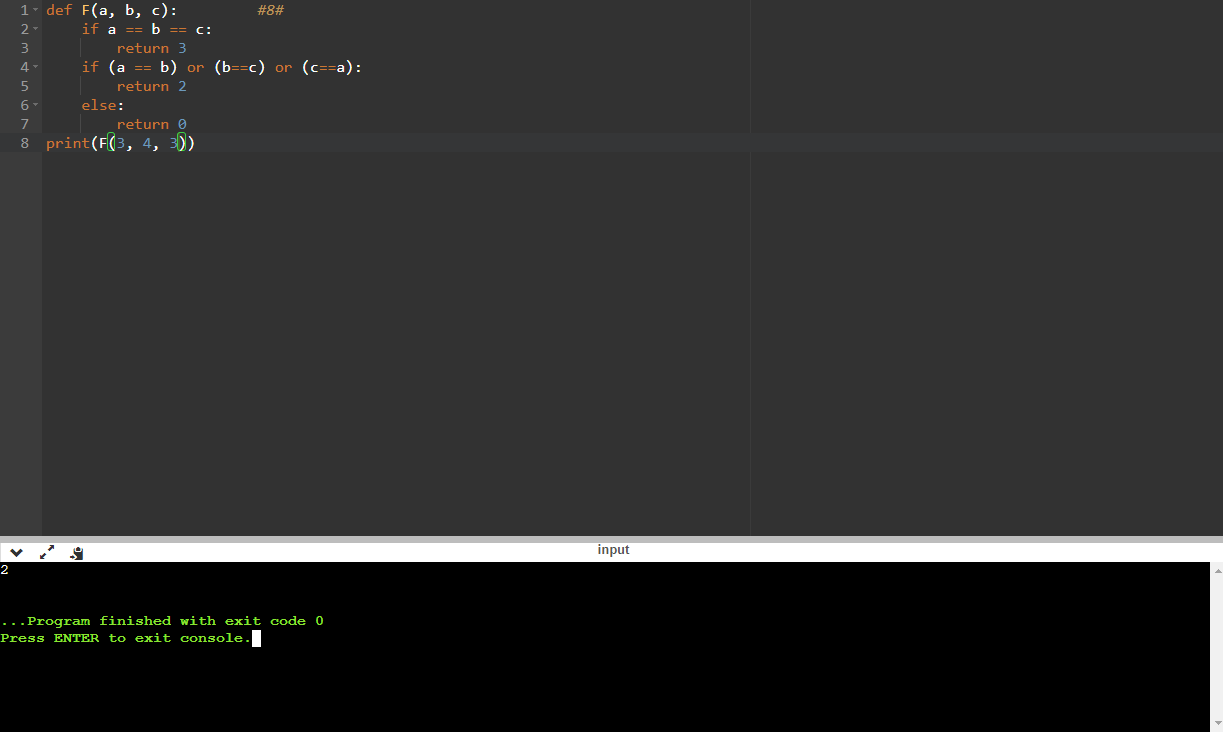 1 def F(a, b, c):         #8#
2     if a == b == c:
3         return 3
4     if (a == b) or (b==c) or (c==a):
5         return 2
6     else:
7         return 0
8 print(F(3, 4, 3))
input
2
...Program finished with exit code 0
Press ENTER to exit console.